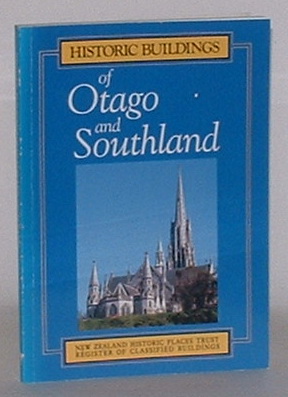 HISTORIC BUILDINGS
of
Otago
and
Southland
NEW ZEALAND HISTORIC PLACES TRUST
REGISTER OF CLASSIFIED BUILDINGS